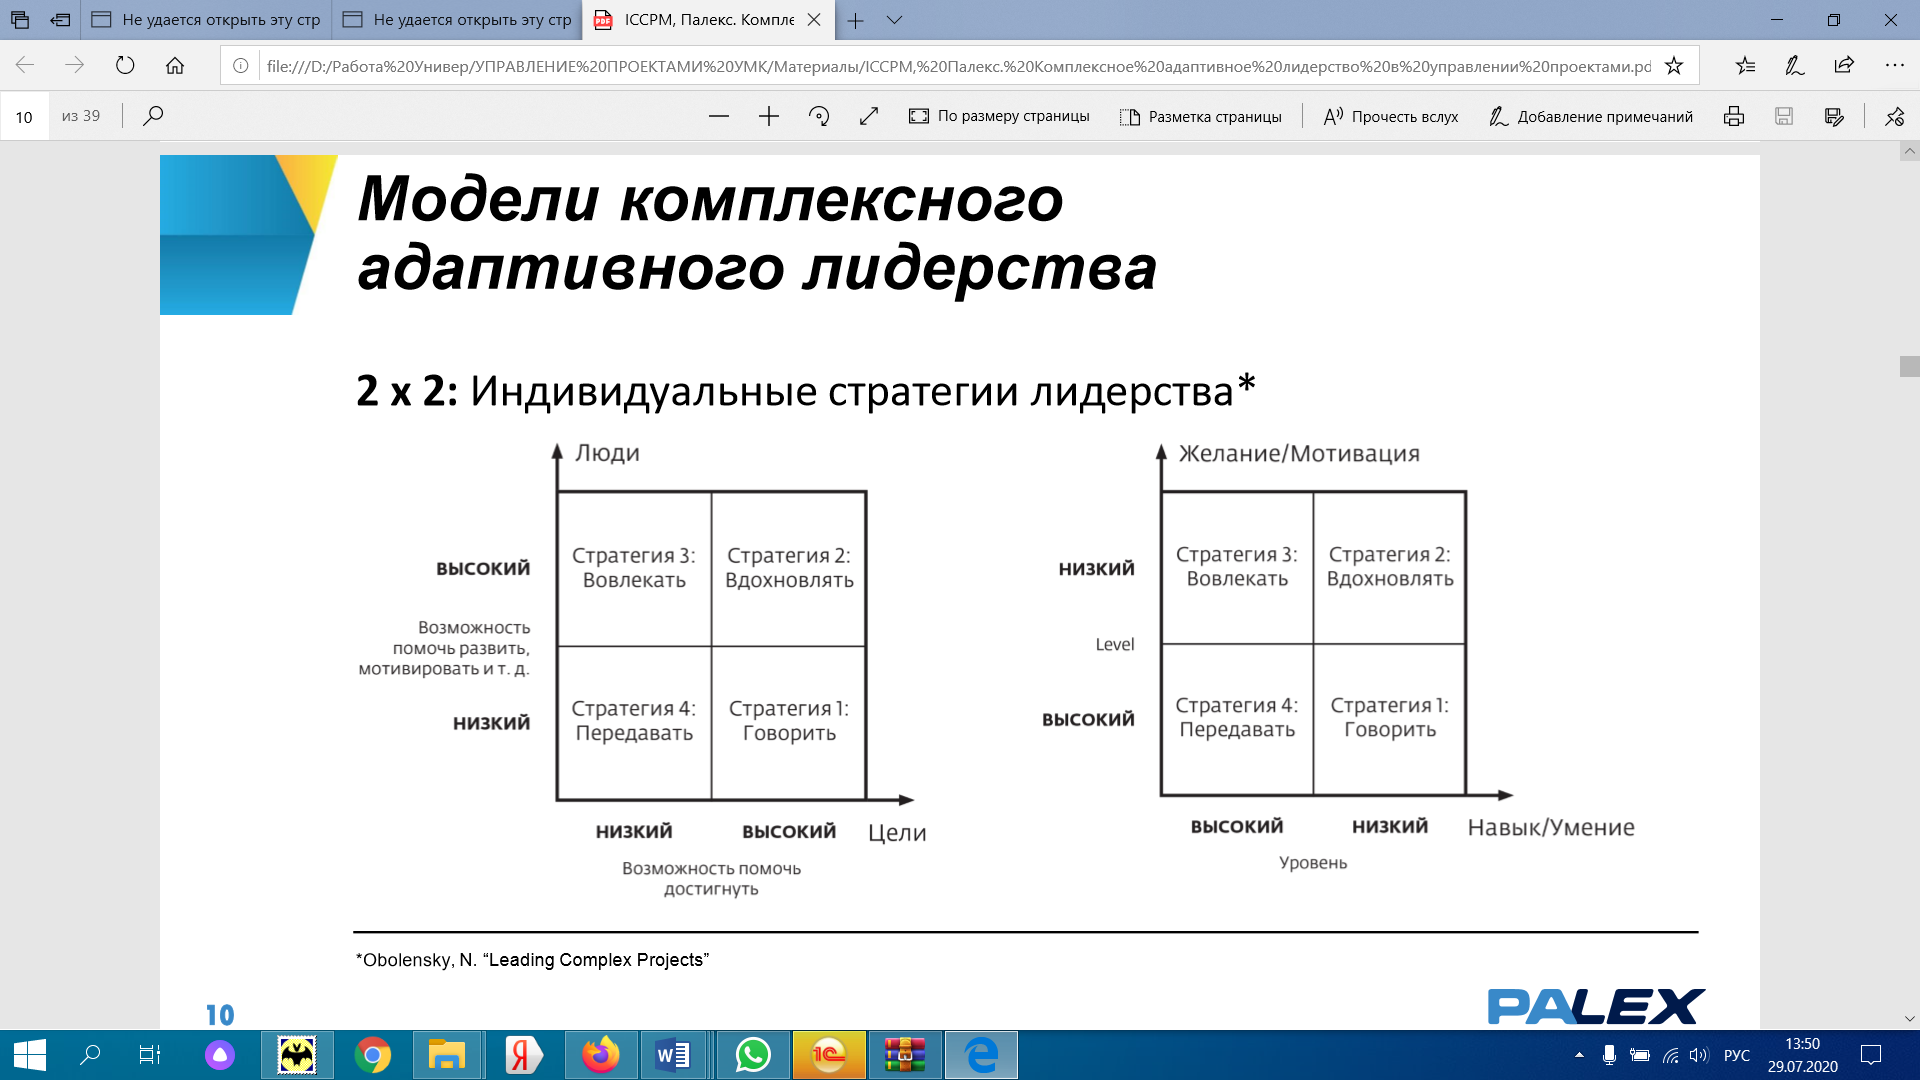 Не удается открыть эту стр
Не удается открыть эту стр
ICCPM, Палекс. Компле
file:///D:/Работа%20Универ/УПРАВЛЕНИЕ%20ПРОЕКТАМИ%20УМК/Материалы/ICCPM,%20Палекс.%20Комплексное%20адаптивное%20лидерство%20в%20управлении%20проектами.pd
10
из 39
По размеру страницы
Разметка страницы
Прочесть вслух
Добавление примечаний
Модели комплексного
адаптивного лидерства
2 x 2: Индивидуальные стратегии лидерства*
Люди
ВЫСОКИЙ
Возможность
помочь развить,
мотивировать и т. д.
НИЗКИЙ
Стратегия 3:
Вовлекать
Стратегия 2:
Вдохновлять
Стратегия 4:
Передавать
Стратегия 1:
Говорить
НИЗКИЙ
ВЫСОКИЙ
Цели
Возможность помочь
достигнуть
Желание/Мотивация
НИЗКИЙ
Level
ВЫСОКИЙ
Стратегия 3:
Вовлекать
Стратегия 2:
Вдохновлять
Стратегия 4:
Передавать
Стратегия 1:
Говорить
ВЫСОКИЙ
НИЗКИЙ
Навык/Умение
Уровень
*Obolensky, N. “Leading Complex Projects”
10
PALEX
РУС
13:50
29.07.2020